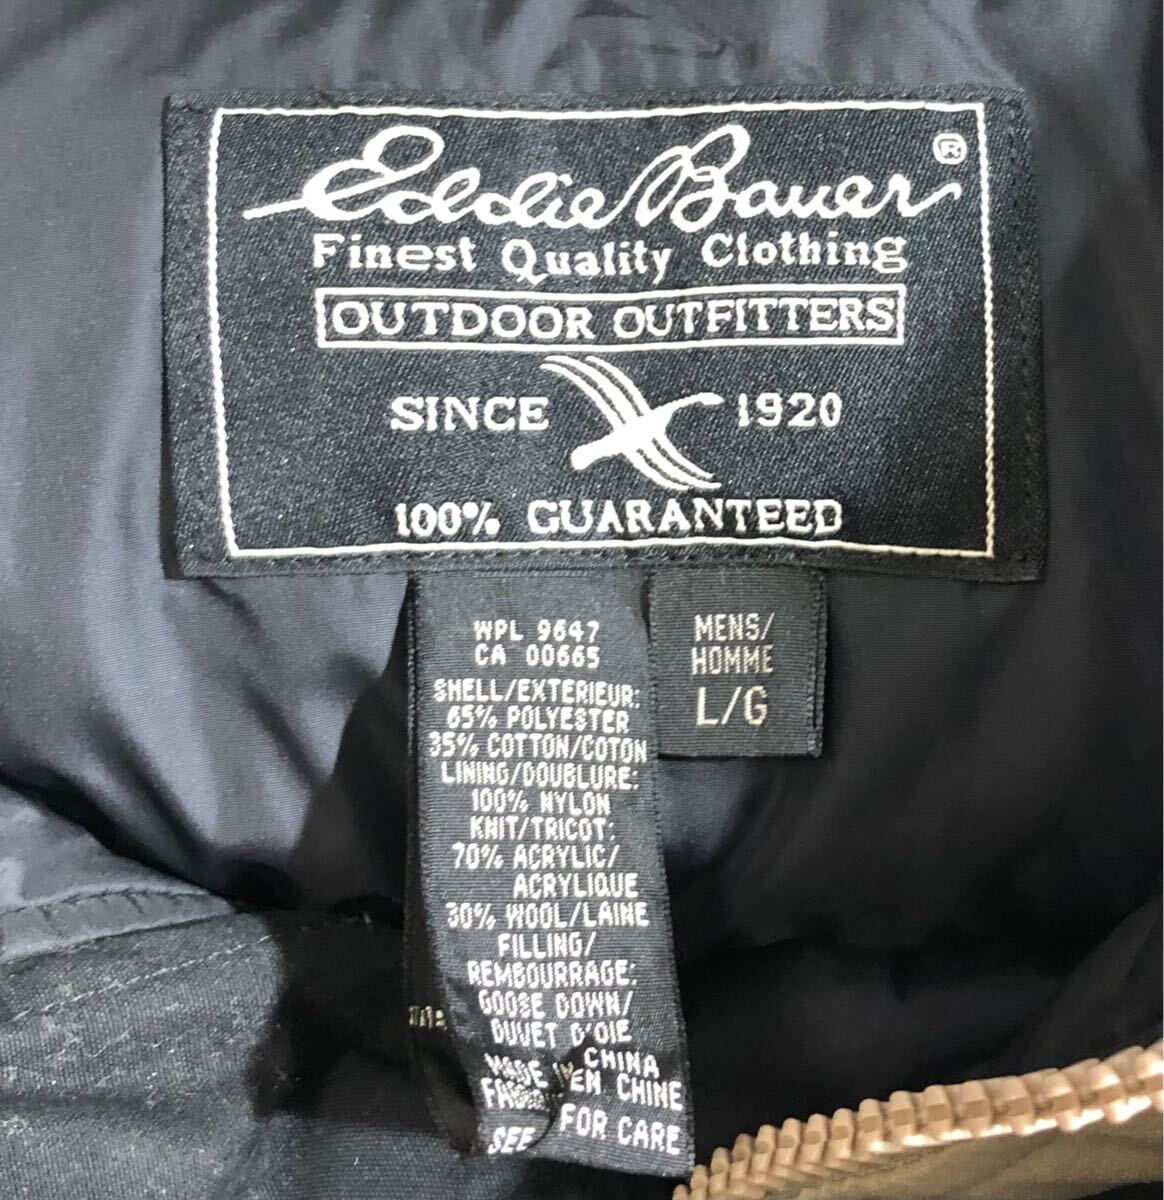 Eddie Bauer ®
Finest Quality Clothing
OUTDOOR OUTFITTERS
SINCE 1920
100% GUARANTEED
WPL 9647
CA 00665
SHELL/EXTERIEUR:
65% POLYESTER
35% COTTON/COTON
LINING/DOUBLURE:
100% NYLON
KNIT/TRICOT:
70% ACRYLIC/
ACRYLIQUE
30% WOOL/LAINE
FILLING/
REMBOURRAGE:
GOOSE DOWN/
DUVET D'OIE
MADE IN CHINA
EN CHINE
SEE FOR CARE
MENS/
HOMME
L/G